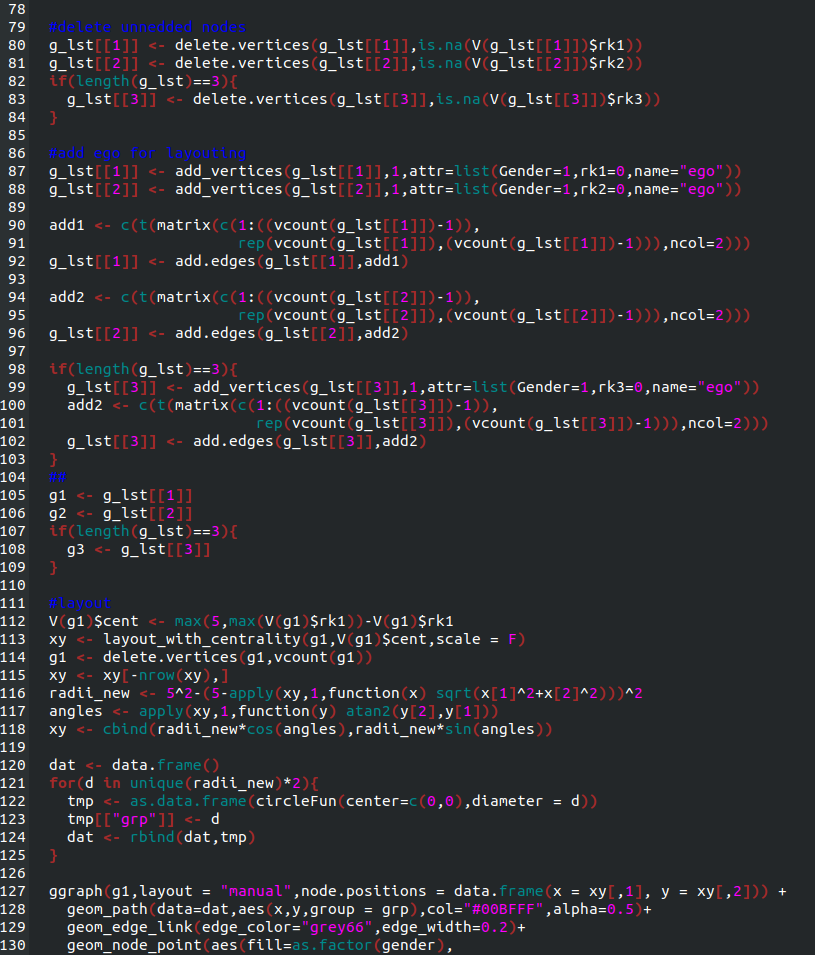 78
79 #delete unnedded nodes
80 g_lst[[1]] <- delete.vertices(g_lst[[1]],is.na(V(g_lst[[1]])$rk1))
81 g_lst[[2]] <- delete.vertices(g_lst[[2]],is.na(V(g_lst[[2]])$rk2))
82 if(length(g_lst)==3){
83   g_lst[[3]] <- delete.vertices(g_lst[[3]],is.na(V(g_lst[[3]])$rk3))
84 }
85
86 #add ego for layouting
87 g_lst[[1]] <- add_vertices(g_lst[[1]],1,attr=list(Gender=1,rk1=0,name="ego"))
88 g_lst[[2]] <- add_vertices(g_lst[[2]],1,attr=list(Gender=1,rk2=0,name="ego"))
89
90 add1 <- c(t(matrix(c(1:((vcount(g_lst[[1]])-1)),
91                      rep(vcount(g_lst[[1]]),(vcount(g_lst[[1]])-1))),ncol=2)))
92 g_lst[[1]] <- add.edges(g_lst[[1]],add1)
93
94 add2 <- c(t(matrix(c(1:((vcount(g_lst[[2]])-1)),
95                      rep(vcount(g_lst[[2]]),(vcount(g_lst[[2]])-1))),ncol=2)))
96 g_lst[[2]] <- add.edges(g_lst[[2]],add2)
97
98 if(length(g_lst)==3){
99   g_lst[[3]] <- add_vertices(g_lst[[3]],1,attr=list(Gender=1,rk3=0,name="ego"))
100   add2 <- c(t(matrix(c(1:((vcount(g_lst[[3]])-1)),
101                        rep(vcount(g_lst[[3]]),(vcount(g_lst[[3]])-1))),ncol=2)))
102   g_lst[[3]] <- add.edges(g_lst[[3]],add2)
103 }
104 ##
105 g1 <- g_lst[[1]]
106 g2 <- g_lst[[2]]
107 if(length(g_lst)==3){
108   g3 <- g_lst[[3]]
109 }
110
111 #layout
112 V(g1)$cent <- max(5,max(V(g1)$rk1))-V(g1)$rk1
113 xy <- layout_with_centrality(g1,V(g1)$cent,scale = F)
114 g1 <- delete.vertices(g1,vcount(g1))
115 xy <- xy[-nrow(xy),]
116 radii_new <- 5^2-(5-apply(xy,1,function(x) sqrt(x[1]^2+x[2]^2)))^2
117 angles <- apply(xy,1,function(y) atan2(y[2],y[1]))
118 xy <- cbind(radii_new*cos(angles),radii_new*sin(angles))
119
120 dat <- data.frame()
121 for(d in unique(radii_new)*2){
122   tmp <- as.data.frame(circleFun(center=c(0,0),diameter = d))
123   tmp[["grp"]] <- d
124   dat <- rbind(dat,tmp)
125 }
126
127 ggraph(g1,layout = "manual",node.positions = data.frame(x = xy[,1], y = xy[,2])) +
128   geom_path(data=dat,aes(x,y,group = grp),col="#00BFFF",alpha=0.5)+
129   geom_edge_link(edge_color="grey66",edge_width=0.2)+
130   geom_node_point(aes(fill=as.factor(gender),